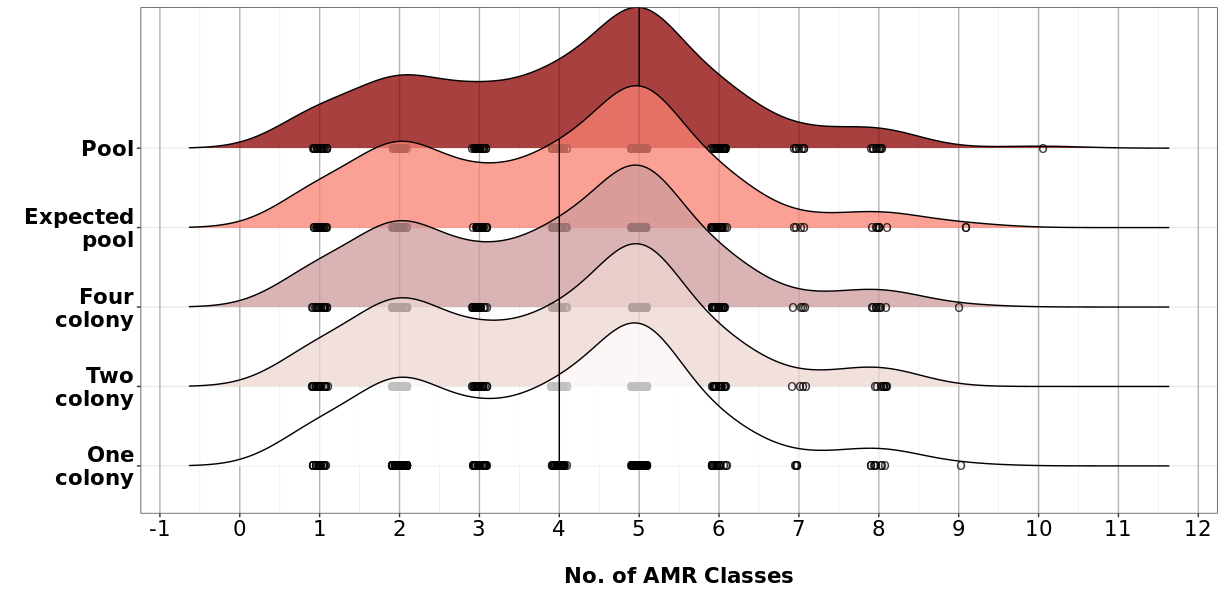 Pool
Expected
pool
Four
colony
Two
colony
One
colony
-1 0 1 2 3 4 5 6 7 8 9 10 11 12
No. of AMR Classes